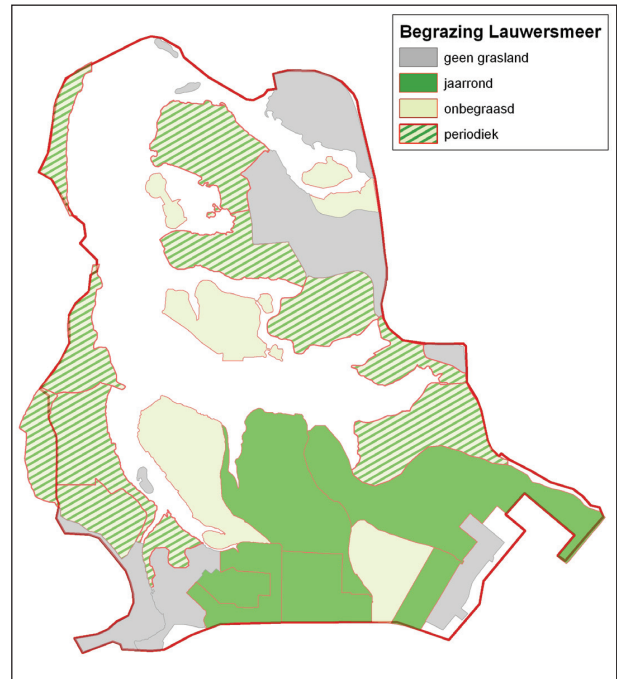 Begrazing Lauwersmeer
geen grasland
jaarrond
onbegraasd
periodiek